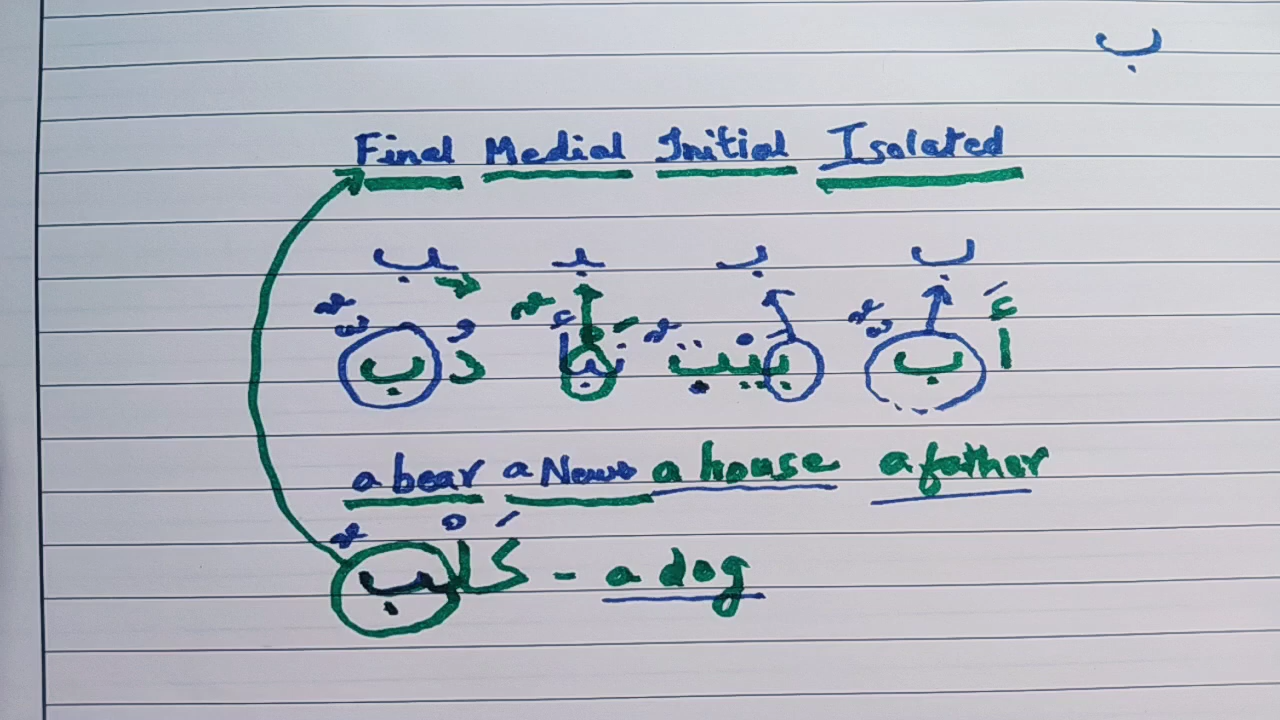 ب
Final Medial Initial Isolated
ـب ـبـ بـ ب
دُبٌّ نَبَأٌ بَيْتٌ أَبٌّ
a bear a News a house a father
كَلْبٌ - a dog